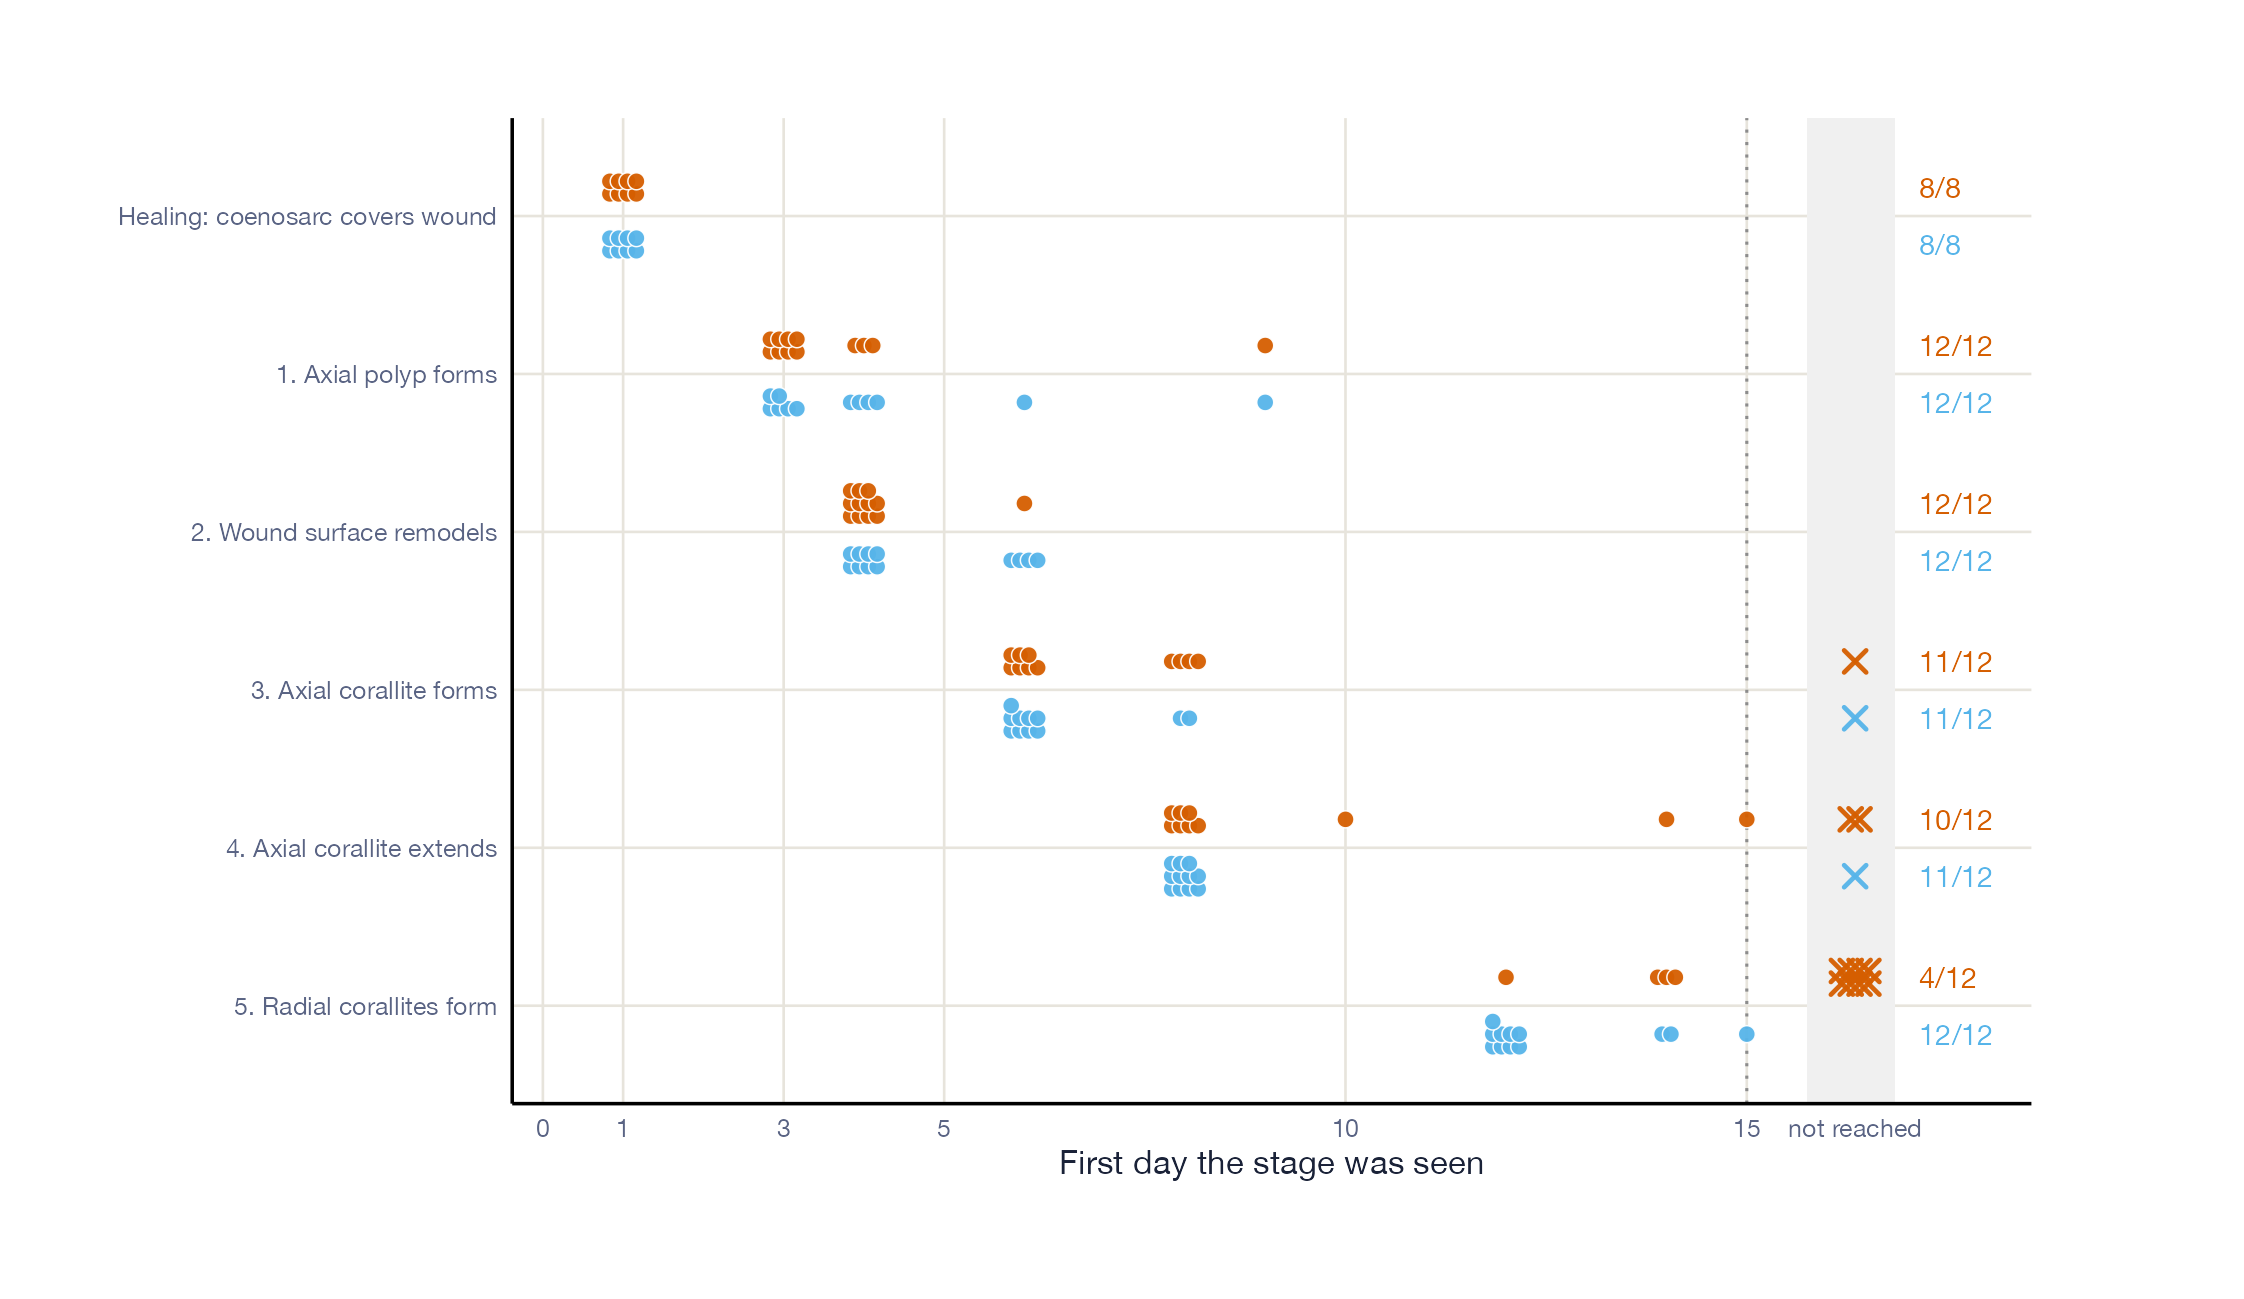 Healing: coenosarc covers wound
8/8
8/8
1. Axial polyp forms
12/12
12/12
2. Wound surface remodels
12/12
12/12
3. Axial corallite forms
11/12
11/12
4. Axial corallite extends
10/12
11/12
5. Radial corallites form
4/12
12/12
0 1 3 5 10 15 not reached
First day the stage was seen